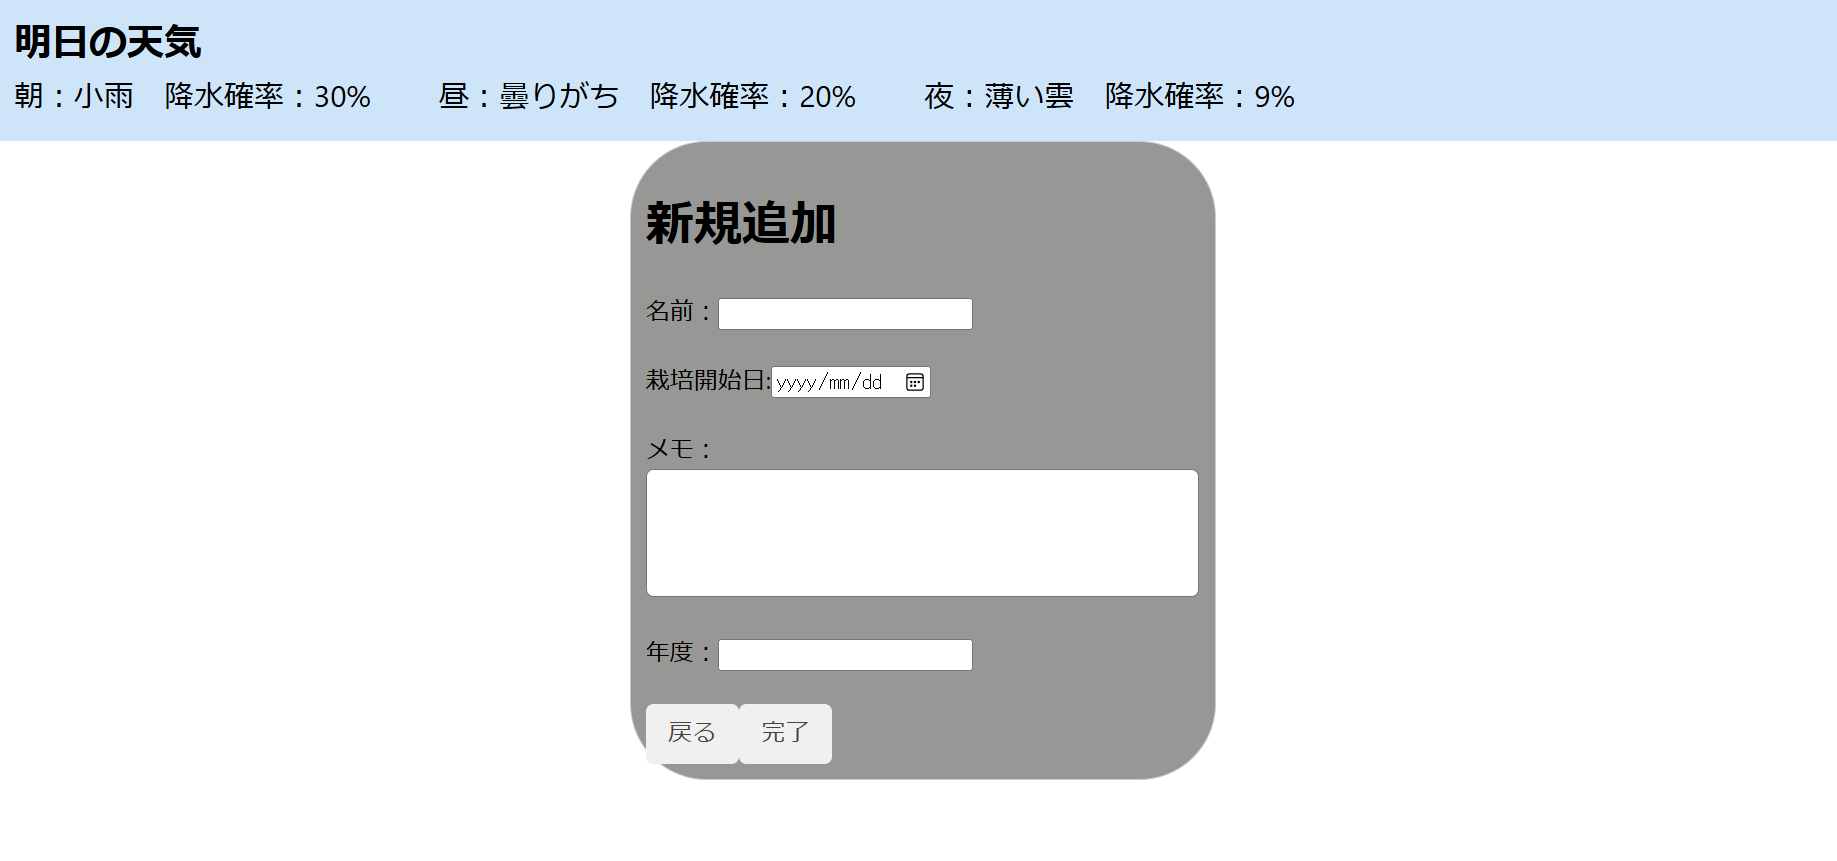 明日の天気
朝：小雨　降水確率：30%　　昼：曇りがち　降水確率：20%　　夜：薄い雲　降水確率：9%
新規追加
名前：
栽培開始日:yyyy/mm/dd
メモ：
年度：
戻る 完了